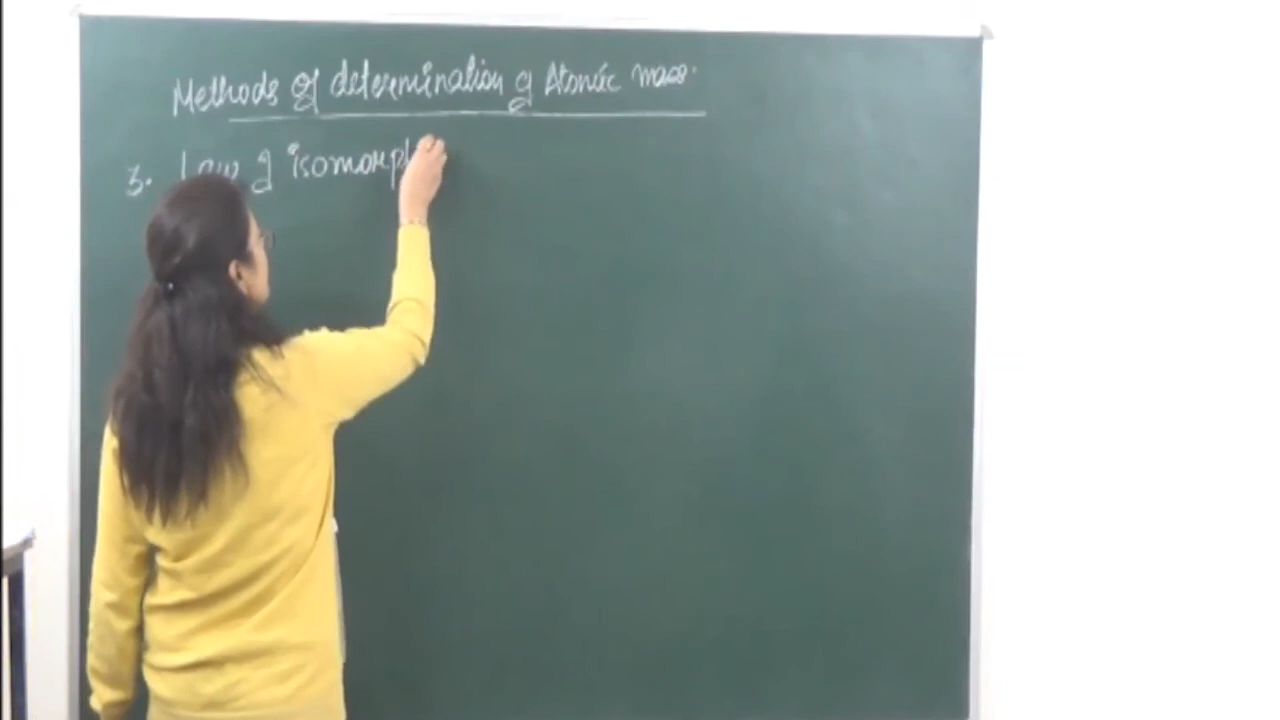 Methods of determination of Atomic mass.
3. Law of isomorph